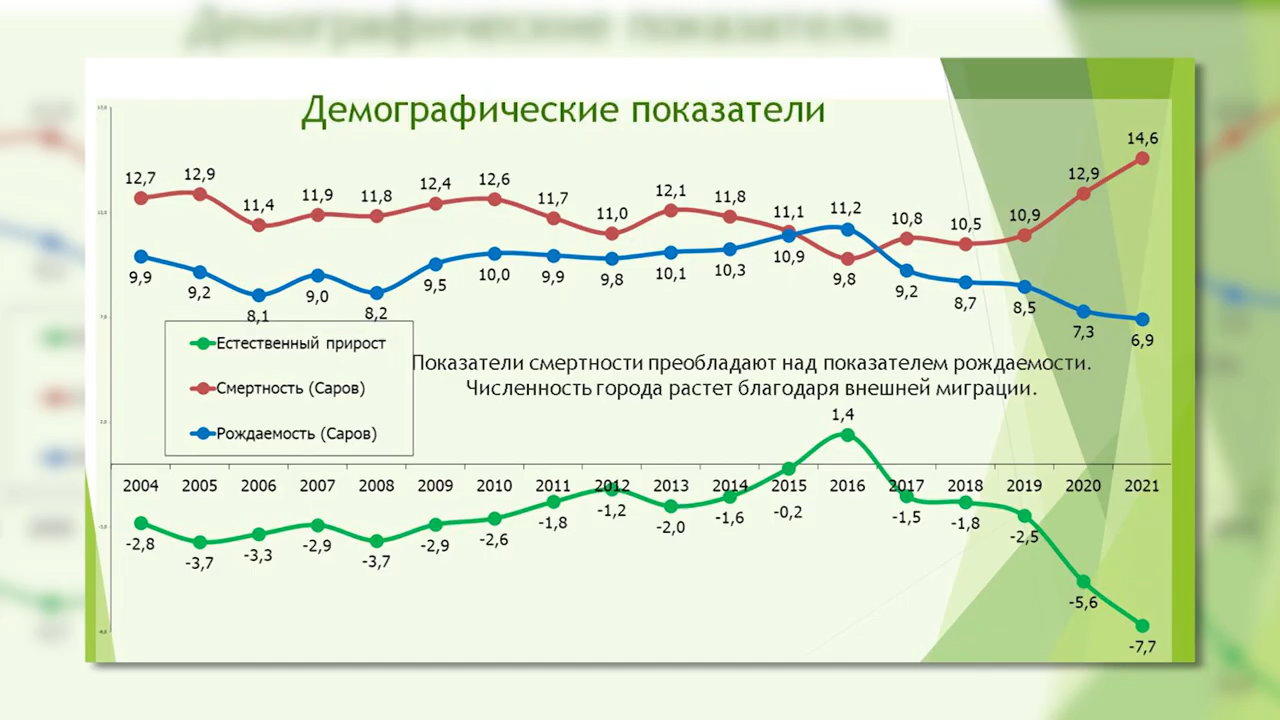 Демографические показатели
12,7 12,9 11,4 11,9 11,8 12,4 12,6 11,7 11,0 12,1 11,8 11,1 11,2 10,8 10,5 10,9 12,9 14,6
9,9 9,2 8,1 9,0 8,2 9,5 10,0 9,9 9,8 10,1 10,3 10,9 9,8 9,2 8,7 8,5 7,3 6,9
Естественный прирост
Смертность (Саров)
Рождаемость (Саров)
Показатели смертности преобладают над показателем рождаемости.
Численность города растет благодаря внешней миграции.
1,4
2004 2005 2006 2007 2008 2009 2010 2011 2012 2013 2014 2015 2016 2017 2018 2019 2020 2021
-2,8 -3,7 -3,3 -2,9 -3,7 -2,9 -2,6 -1,8 -1,2 -2,0 -1,6 -0,2 -1,5 -1,8 -2,5 -5,6 -7,7